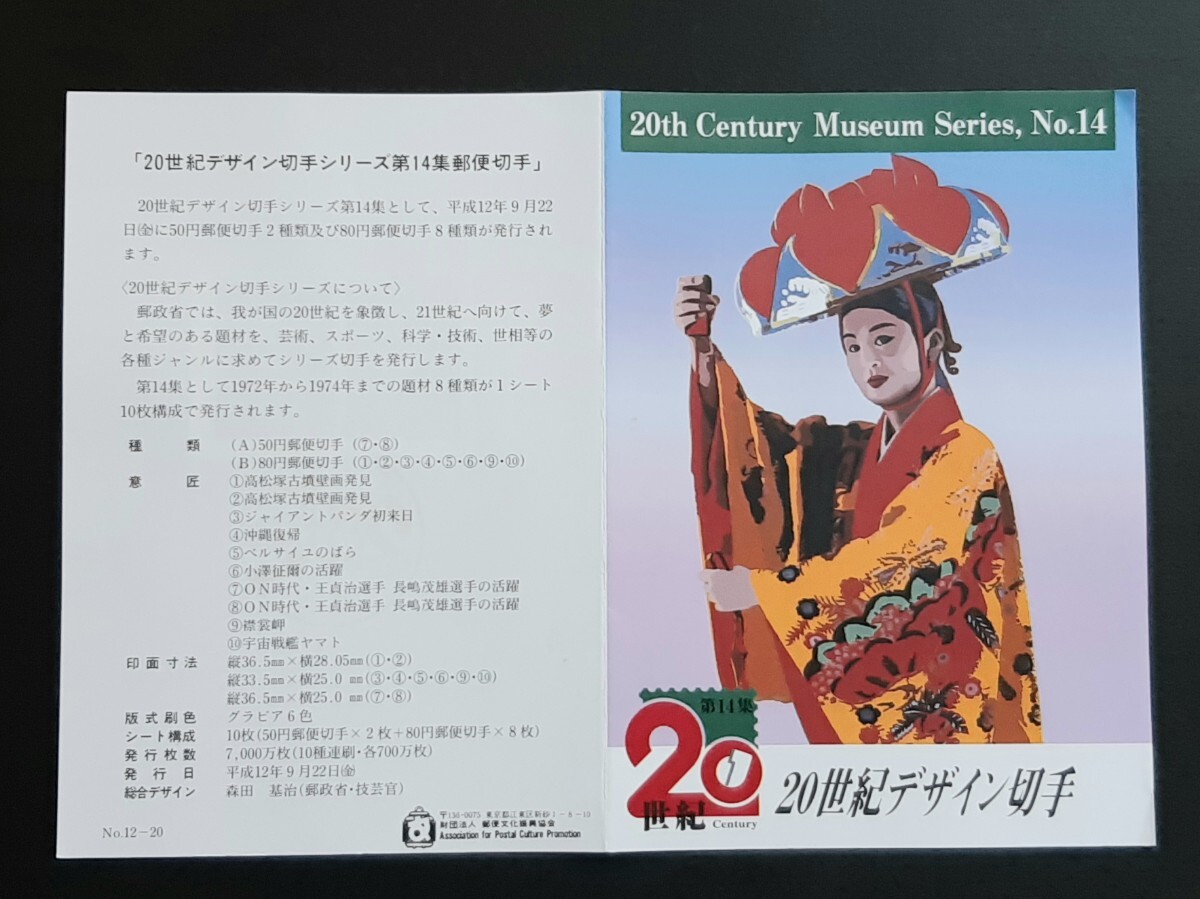 「20世紀デザイン切手シリーズ第14集郵便切手」
20世紀デザイン切手シリーズ第14集として、平成12年9月22
日㈮に50円郵便切手2種類及び80円郵便切手8種類が発行され
ます。
〈20世紀デザイン切手シリーズについて〉
郵政省では、我が国の20世紀を象徴し、21世紀へ向けて、夢
と希望のある題材を、芸術、スポーツ、科学・技術、世相等の
各種ジャンルに求めてシリーズ切手を発行します。
第14集として1972年から1974年までの題材8種類が1シート
10枚構成で発行されます。
種類 (A)50円郵便切手 (⑦・⑧)
(B)80円郵便切手 (①・②・③・④・⑤・⑥・⑨・⑩)
意匠 ①高松塚古墳壁画発見
②高松塚古墳壁画発見
③ジャイアントパンダ初来日
④沖縄復帰
⑤ベルサイユのばら
⑥小澤征爾の活躍
⑦ON時代・王貞治選手 長嶋茂雄選手の活躍
⑧ON時代・王貞治選手 長嶋茂雄選手の活躍
⑨襟裳岬
⑩宇宙戦艦ヤマト
印面寸法 縦36.5㎜×横28.05㎜(①・②)
縦33.5㎜×横25.0㎜(③・④・⑤・⑥・⑨・⑩)
縦36.5㎜×横25.0㎜(⑦・⑧)
版式刷色 グラビア6色
シート構成 10枚(50円郵便切手×2枚+80円郵便切手×8枚)
発行枚数 7,000万枚(10種連刷・各700万枚)
発行日 平成12年9月22日㈮
総合デザイン 森田 基治(郵政省・技芸官)
No.12-20
〒136-0075 東京都江東区新砂1-8-10
財団法人 郵便文化振興協会
Association for Postal Culture Promotion
20th Century Museum Series, No.14
第14集
20
世紀 Century
20世紀デザイン切手